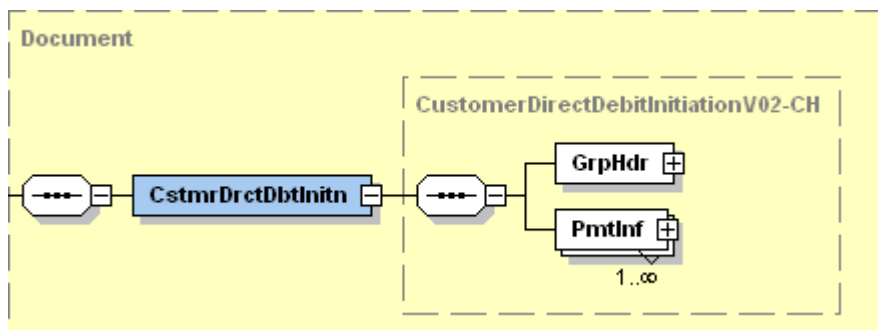 Document
CustomerDirectDebitInitiationV02-CH
GrpHdr
CstmrDrctDbtInitn
PmtInf
1..∞